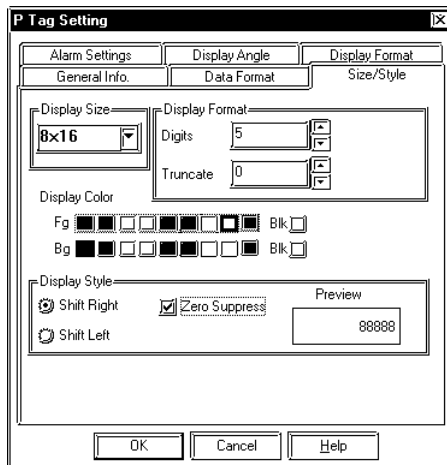 P Tag Setting
Alarm Settings Display Angle Display Format
General Info. Data Format Size/Style
Display Size
8×16
Display Format
Digits 5
Truncate 0
Display Color
Fg Blk
Bg Blk
Display Style
Shift Right
Zero Suppress
Shift Left
Preview
88888
OK Cancel Help